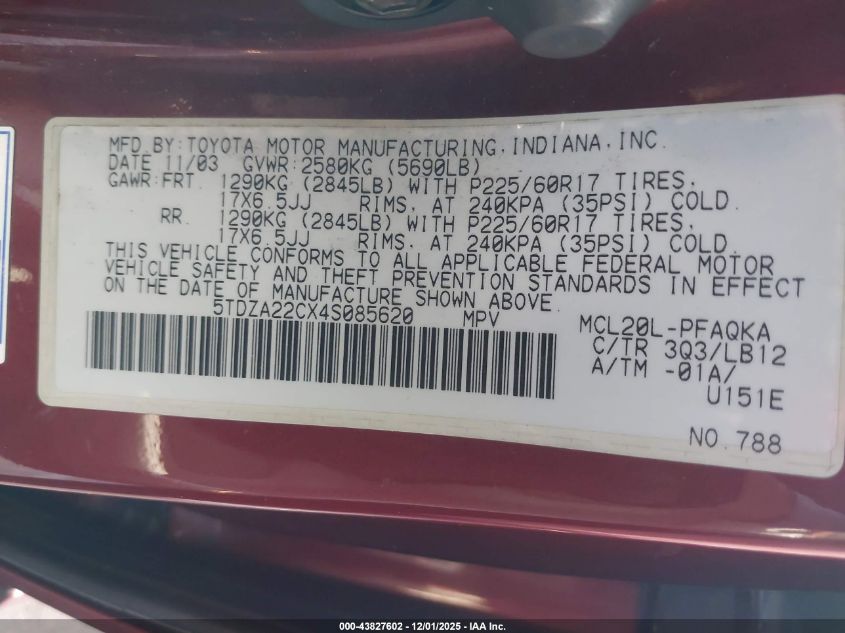 MFD.BY:TOYOTA MOTOR MANUFACTURING,INDIANA,INC.
DATE 11/03 GVWR:2580KG (5690LB)
GAWR:FRT. 1290KG (2845LB) WITH P225/60R17 TIRES,
17X6.5JJ RIMS, AT 240KPA (35PSI) COLD.
RR. 1290KG (2845LB) WITH P225/60R17 TIRES,
17X6.5JJ RIMS, AT 240KPA (35PSI) COLD.
THIS VEHICLE CONFORMS TO ALL APPLICABLE FEDERAL MOTOR
VEHICLE SAFETY AND THEFT PREVENTION STANDARDS IN EFFECT
ON THE DATE OF MANUFACTURE SHOWN ABOVE.
5TDZA22CX4S085620 MPV MCL20L-PFAQKA
C/TR 3Q3/LB12
A/TM -01A/
U151E
NO.788
000-43827602 - 12/01/2025 - IAA Inc.